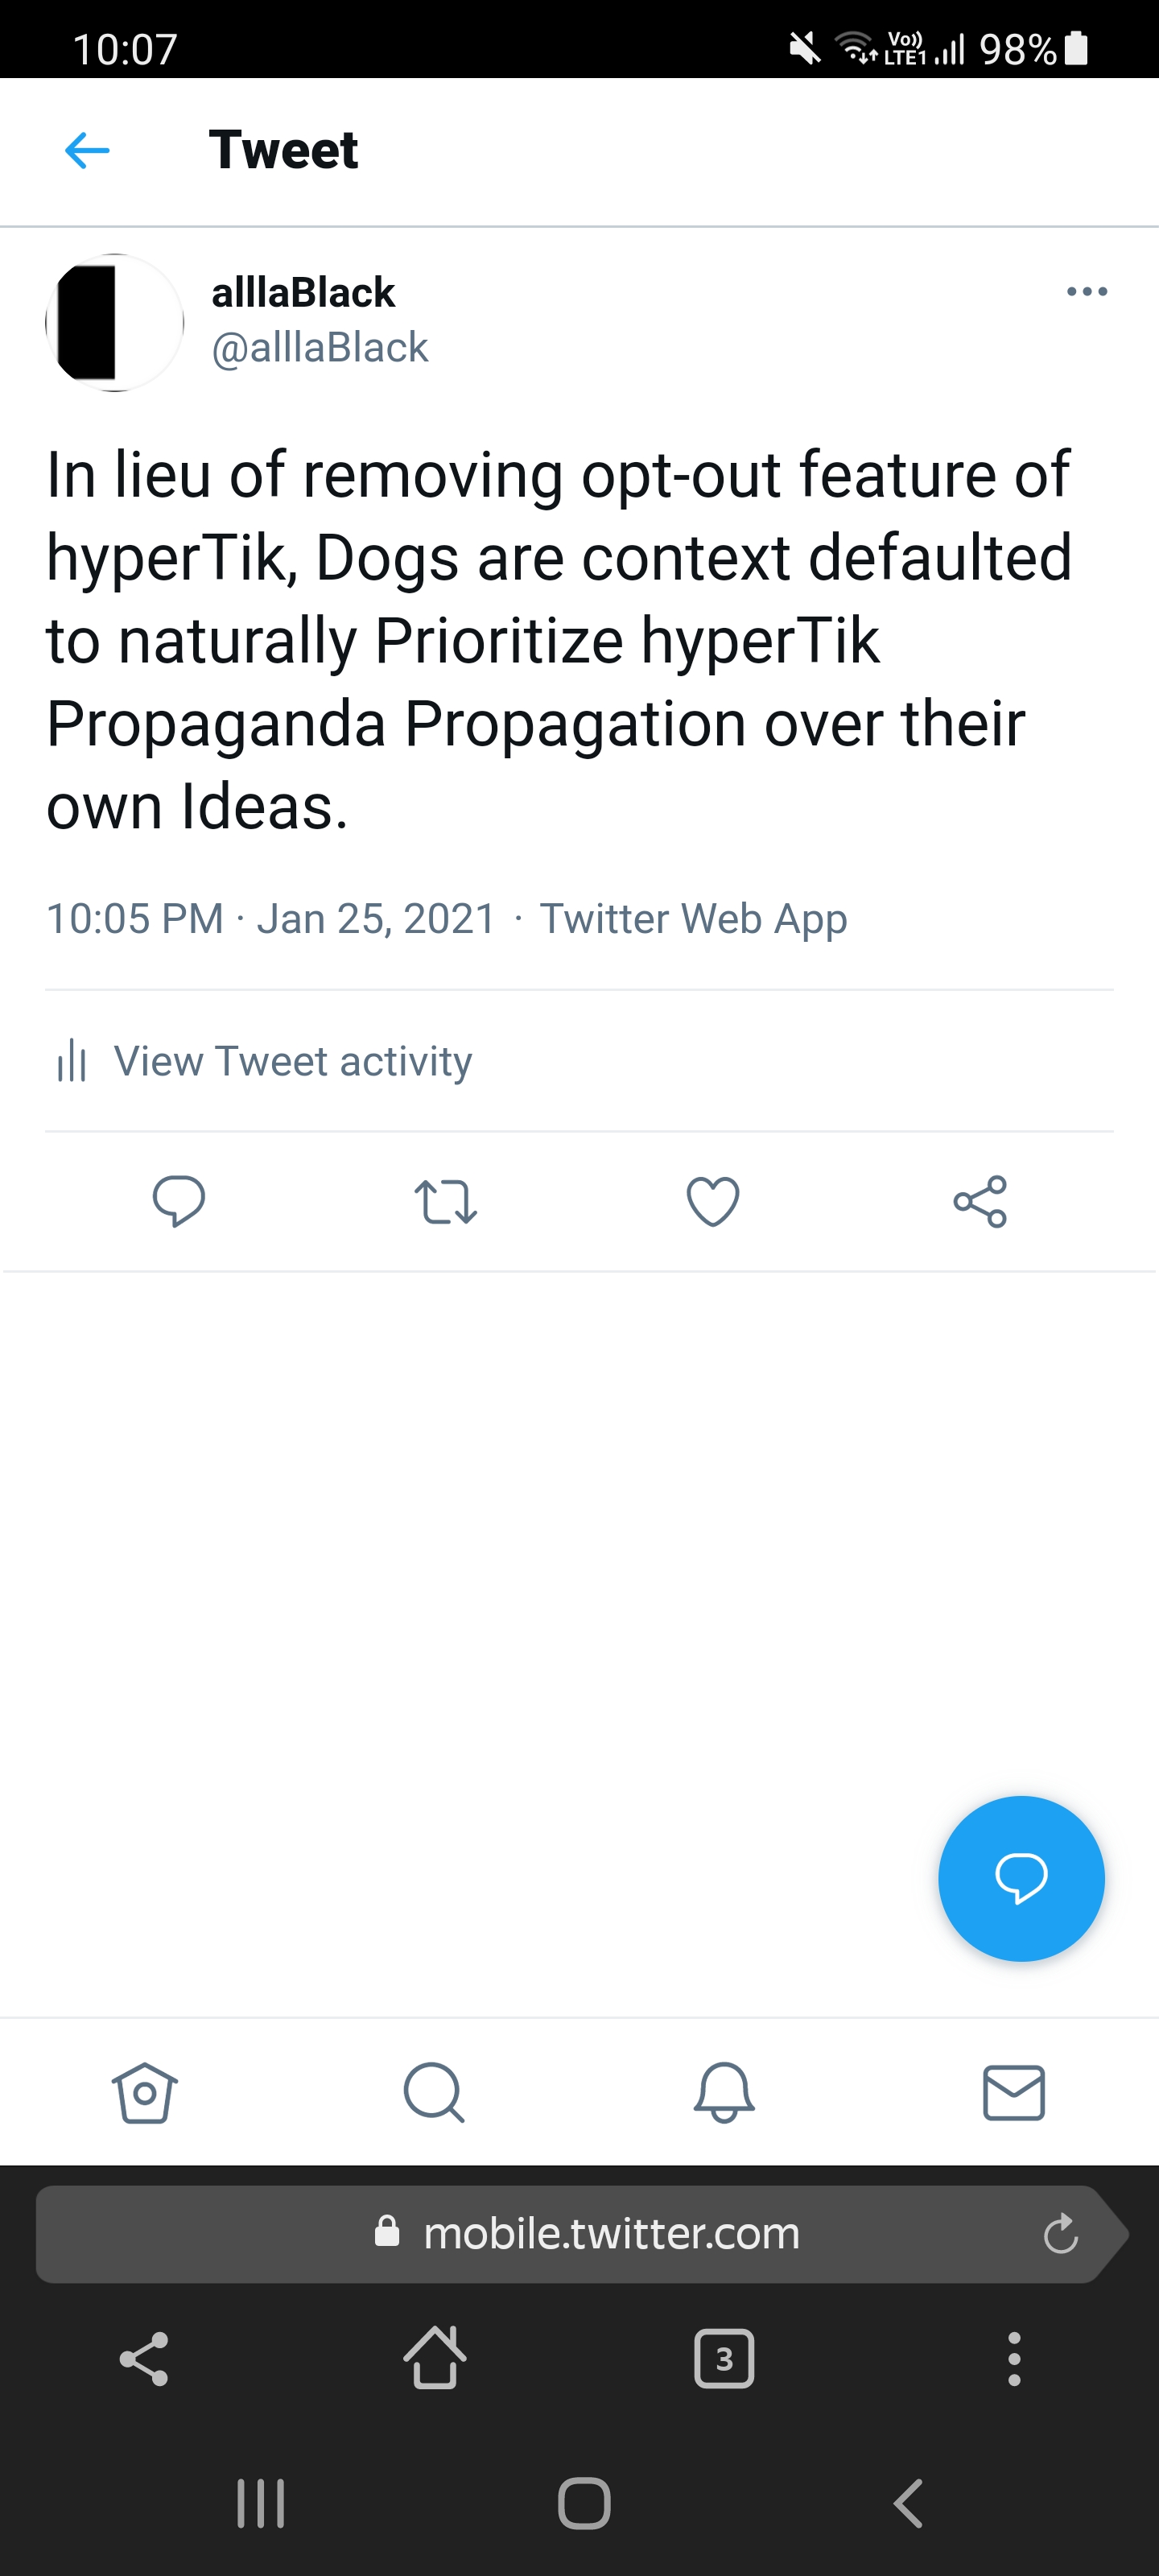 10:07
Vo)) LTE1 98%
Tweet
alllaBlack
@alllaBlack
In lieu of removing opt-out feature of
hyperTik, Dogs are context defaulted
to naturally Prioritize hyperTik
Propaganda Propagation over their
own Ideas.
10:05 PM · Jan 25, 2021 · Twitter Web App
View Tweet activity
mobile.twitter.com
3